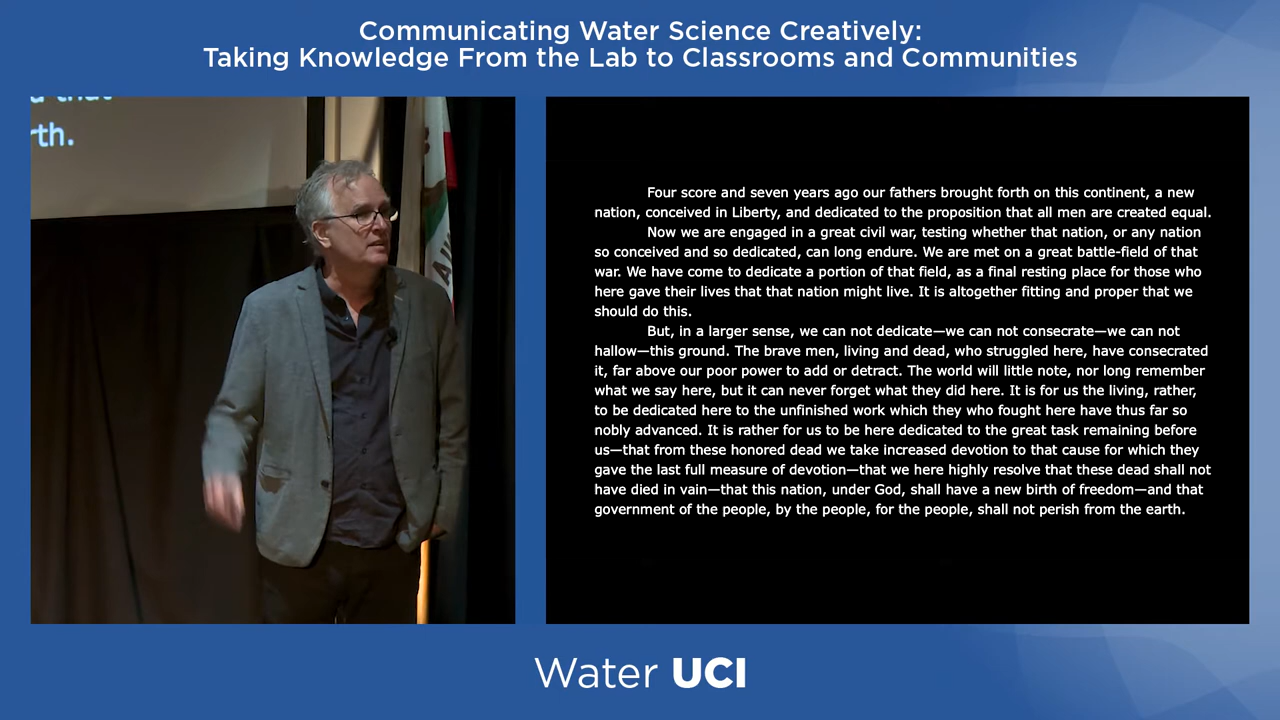 Communicating Water Science Creatively:
Taking Knowledge From the Lab to Classrooms and Communities
that
rth.
Four score and seven years ago our fathers brought forth on this continent, a new
nation, conceived in Liberty, and dedicated to the proposition that all men are created equal.
Now we are engaged in a great civil war, testing whether that nation, or any nation
so conceived and so dedicated, can long endure. We are met on a great battle-field of that
war. We have come to dedicate a portion of that field, as a final resting place for those who
here gave their lives that that nation might live. It is altogether fitting and proper that we
should do this.
But, in a larger sense, we can not dedicate—we can not consecrate—we can not
hallow—this ground. The brave men, living and dead, who struggled here, have consecrated
it, far above our poor power to add or detract. The world will little note, nor long remember
what we say here, but it can never forget what they did here. It is for us the living, rather,
to be dedicated here to the unfinished work which they who fought here have thus far so
nobly advanced. It is rather for us to be here dedicated to the great task remaining before
us—that from these honored dead we take increased devotion to that cause for which they
gave the last full measure of devotion—that we here highly resolve that these dead shall not
have died in vain—that this nation, under God, shall have a new birth of freedom—and that
government of the people, by the people, for the people, shall not perish from the earth.
Water UCI